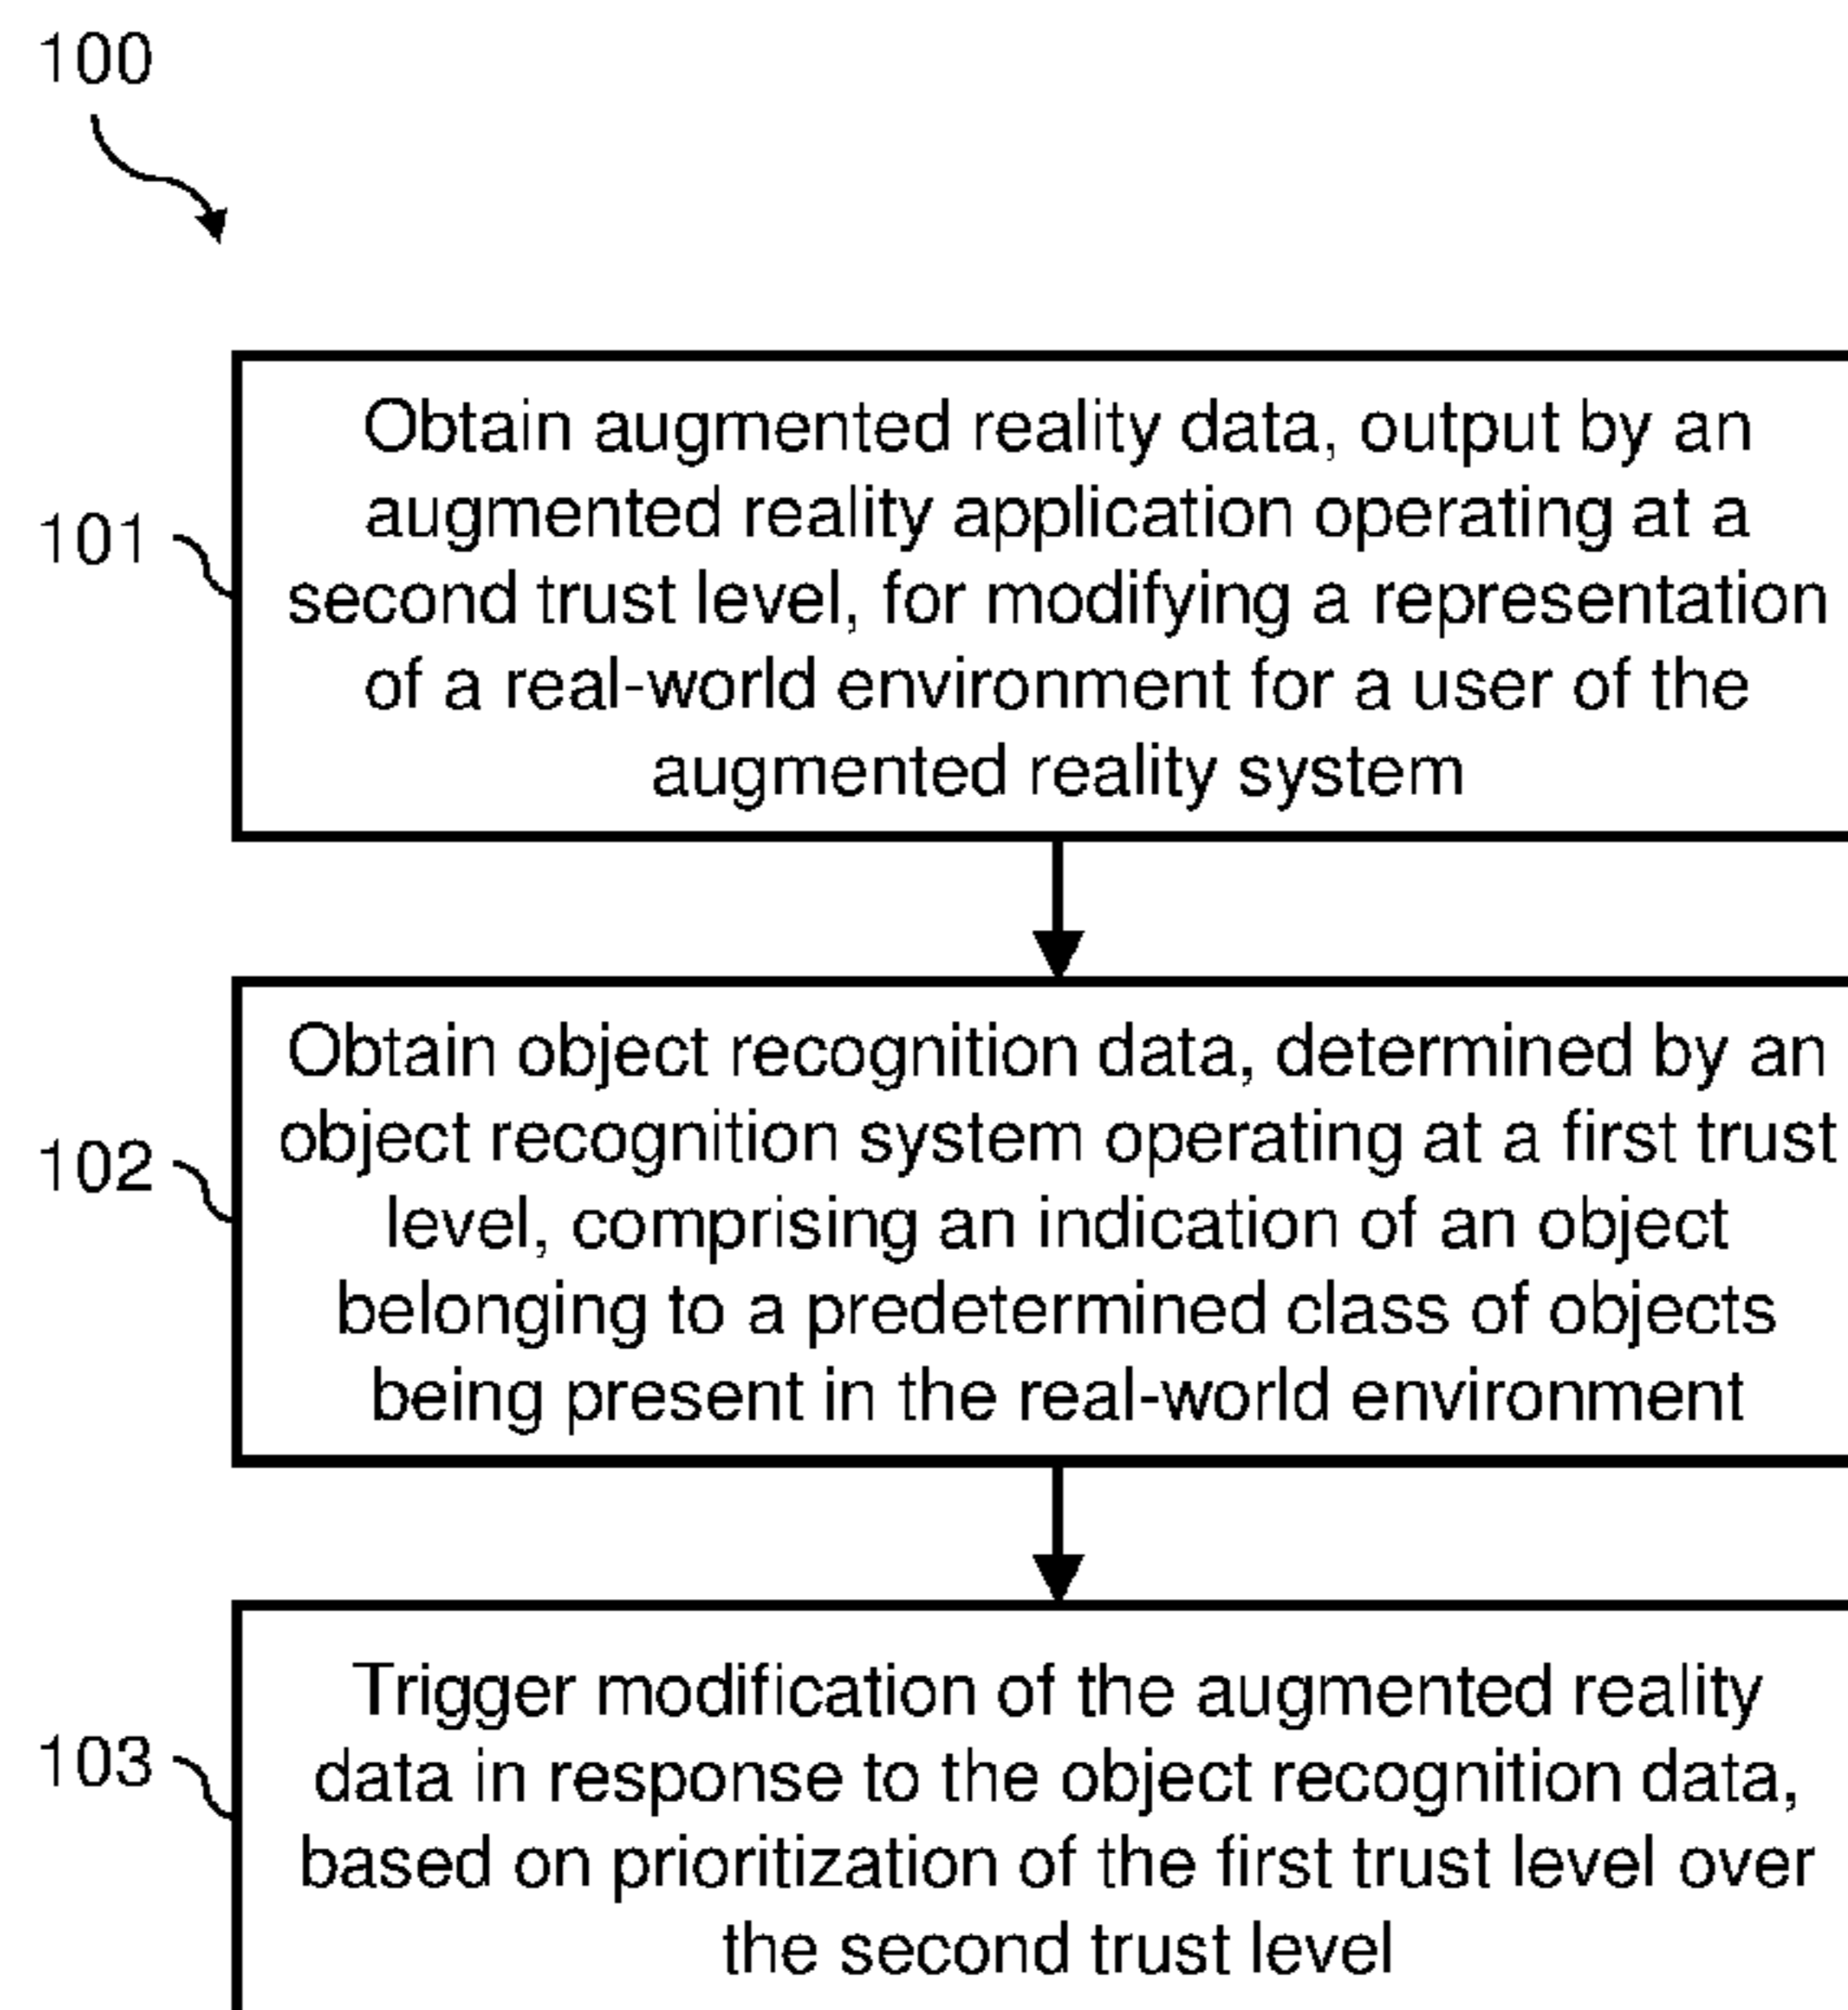 100
101
Obtain augmented reality data, output by an
augmented reality application operating at a
second trust level, for modifying a representation
of a real-world environment for a user of the
augmented reality system
102
Obtain object recognition data, determined by an
object recognition system operating at a first trust
level, comprising an indication of an object
belonging to a predetermined class of objects
being present in the real-world environment
103
Trigger modification of the augmented reality
data in response to the object recognition data,
based on prioritization of the first trust level over
the second trust level